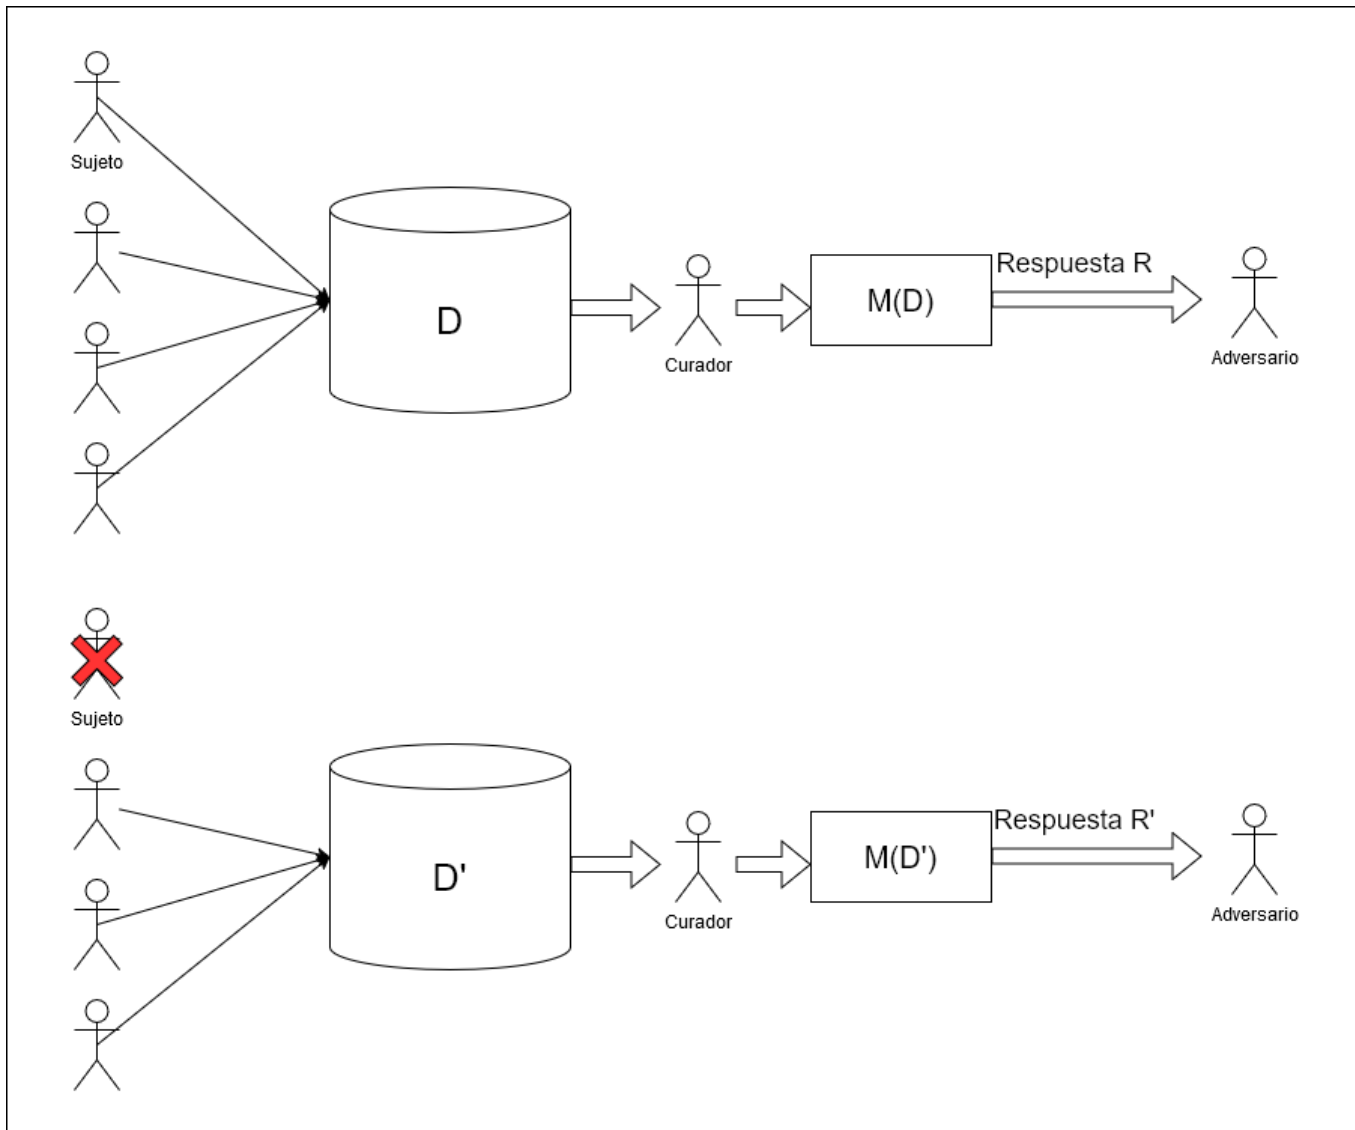 Sujeto
D
Curador
M(D)
Respuesta R
Adversario
Sujeto
D'
Curador
M(D')
Respuesta R'
Adversario